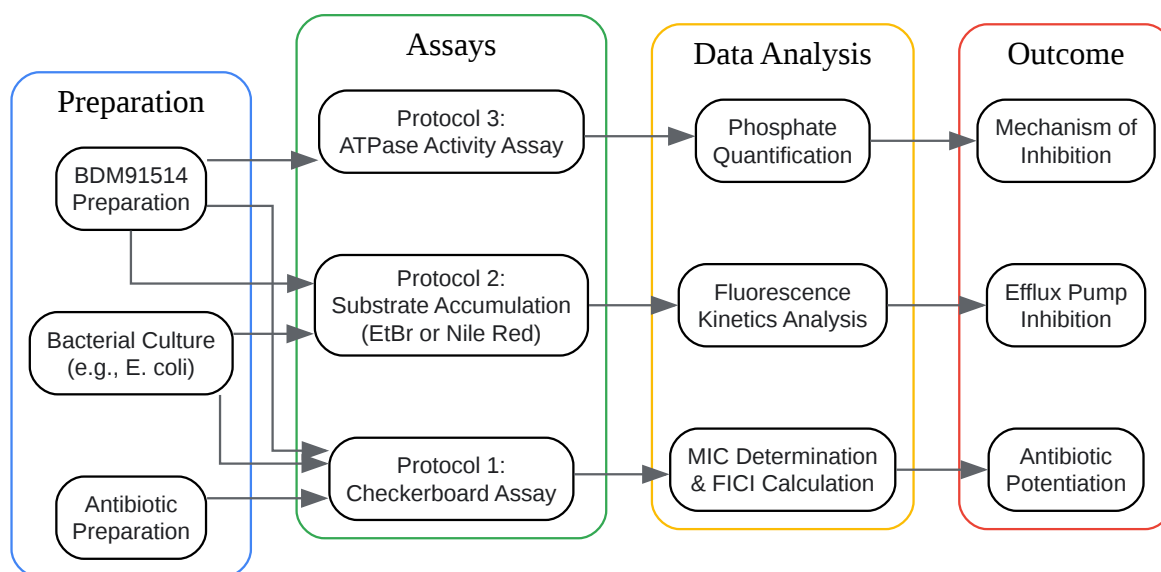 Preparation
BDM91514
Preparation
Bacterial Culture
(e.g., E. coli)
Antibiotic
Preparation
Assays
Protocol 3:
ATPase Activity Assay
Protocol 2:
Substrate Accumulation
(EtBr or Nile Red)
Protocol 1:
Checkerboard Assay
Data Analysis
Phosphate
Quantification
Fluorescence
Kinetics Analysis
MIC Determination
& FICI Calculation
Outcome
Mechanism of
Inhibition
Efflux Pump
Inhibition
Antibiotic
Potentiation